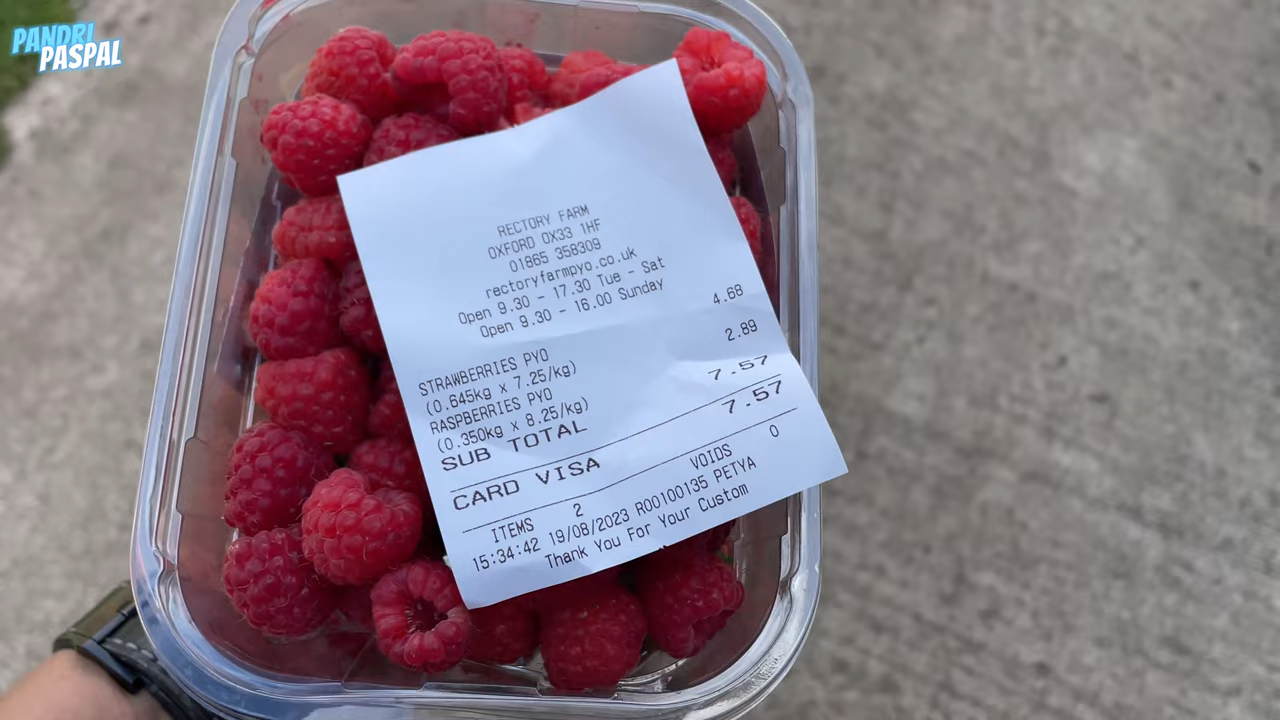 PANDRI
PASPAL
RECTORY FARM
OXFORD OX33 1HF
01865 358309
rectoryfarmpyo.co.uk
Open 9.30 - 17.30 Tue - Sat
Open 9.30 - 16.00 Sunday
STRAWBERRIES PYO 4.68
(0.645kg x 7.25/kg)
RASPBERRIES PYO 2.89
(0.350kg x 8.25/kg)
SUB TOTAL 7.57
CARD VISA 7.57
ITEMS 2 VOIDS 0
15:34:42 19/08/2023 R00100135 PETYA
Thank You For Your Custom